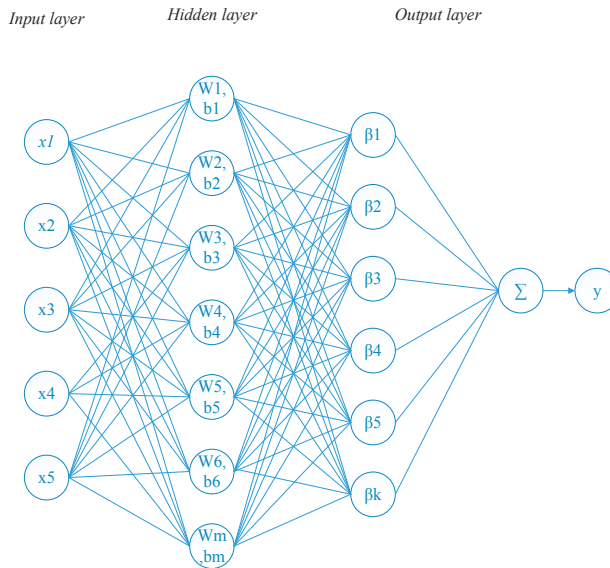 Input layer
Hidden layer
Output layer
x1
x2
x3
x4
x5
W1,
b1
W2,
b2
W3,
b3
W4,
b4
W5,
b5
W6,
b6
Wm
,bm
β1
β2
β3
β4
β5
βk
Σ
y